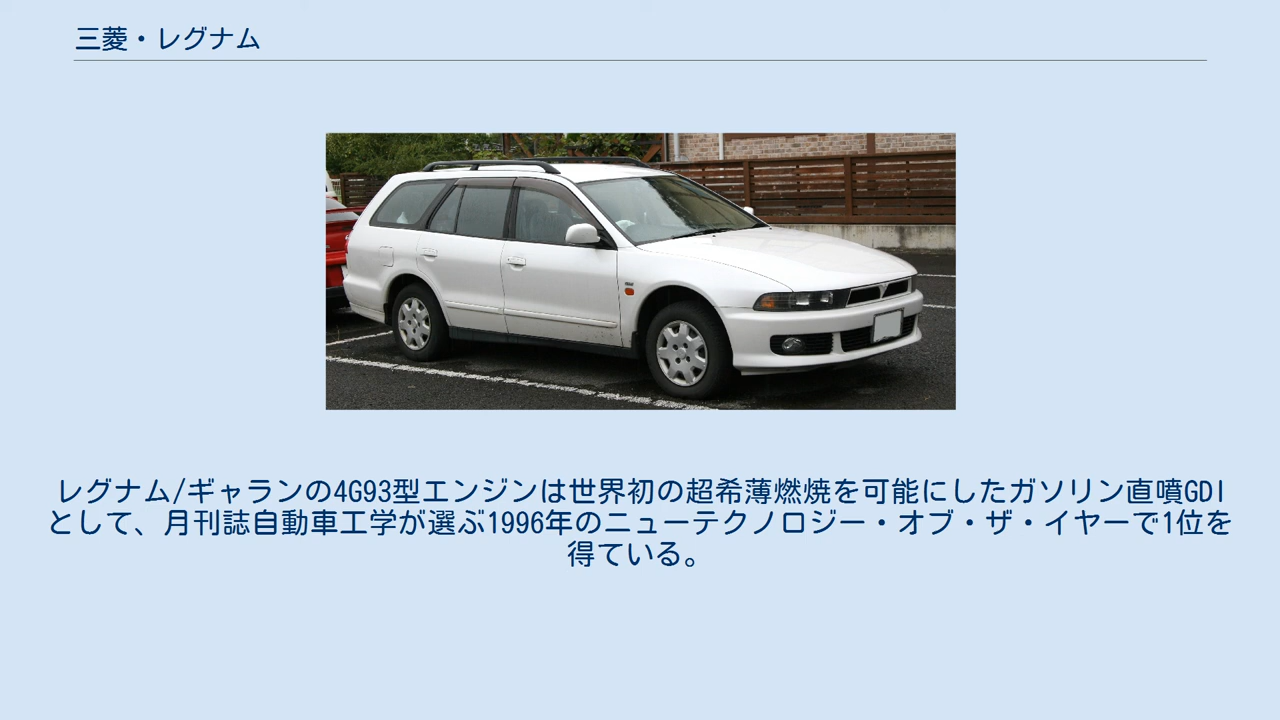 三菱・レグナム
レグナム/ギャランの4G93型エンジンは世界初の超希薄燃焼を可能にしたガソリン直噴GDI
として、月刊誌自動車工学が選ぶ1996年のニューテクノロジー・オブ・ザ・イヤーで1位を
得ている。